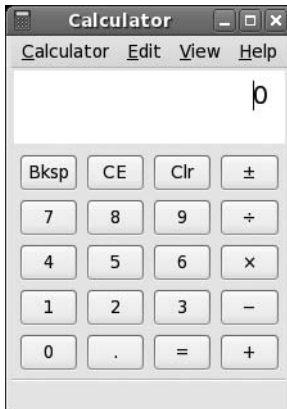 Calculator
Calculator Edit View Help
0
Bksp CE Clr ±
7 8 9 ÷
4 5 6 ×
1 2 3 −
0 . = +